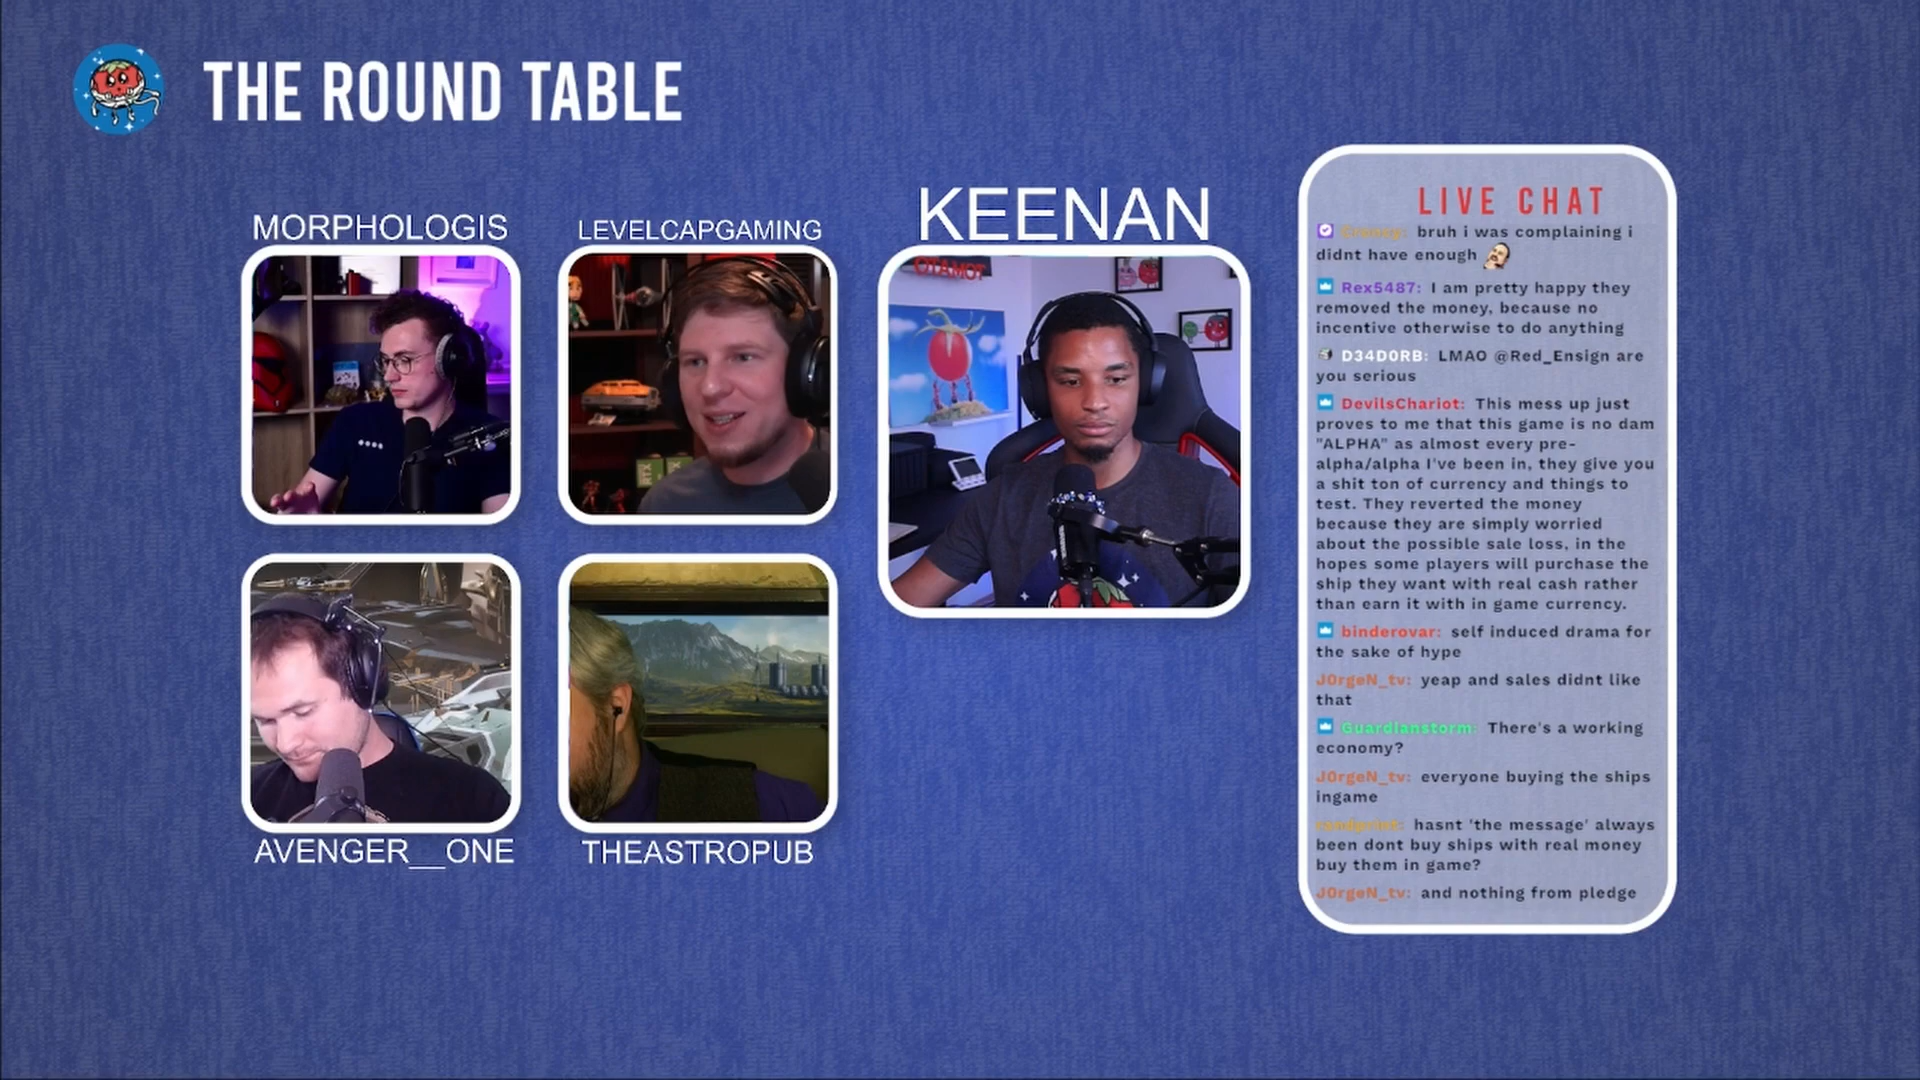 THE ROUND TABLE
MORPHOLOGIS
LEVELCAPGAMING
KEENAN
OTAMOT
RTX
RTX
AVENGER__ONE
THEASTROPUB
LIVE CHAT
bruh i was complaining i
didnt have enough
Rex5487: I am pretty happy they
removed the money, because no
incentive otherwise to do anything
D34D0RB: LMAO @Red_Ensign are
you serious
DevilsChariot: This mess up just
proves to me that this game is no dam
"ALPHA" as almost every pre-
alpha/alpha I've been in, they give you
a shit ton of currency and things to
test. They reverted the money
because they are simply worried
about the possible sale loss, in the
hopes some players will purchase the
ship they want with real cash rather
than earn it with in game currency.
binderovar: self induced drama for
the sake of hype
J0rgeN_tv: yeap and sales didnt like
that
Guardianstorm: There's a working
economy?
J0rgeN_tv: everyone buying the ships
ingame
hasnt 'the message' always
been dont buy ships with real money
buy them in game?
J0rgeN_tv: and nothing from pledge